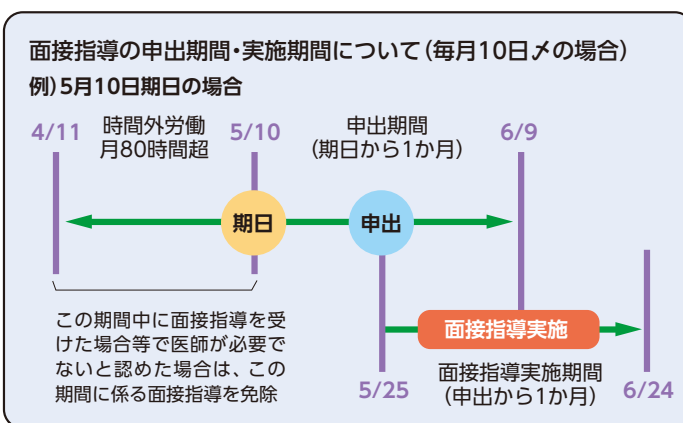 面接指導の申出期間･実施期間について(毎月10日〆の場合)
例)5月10日期日の場合
4/11
時間外労働
月80時間超
5/10
申出期間
(期日から1か月)
6/9
期日
申出
この期間中に面接指導を受
けた場合等で医師が必要で
ないと認めた場合は、この
期間に係る面接指導を免除
面接指導実施
5/25
面接指導実施期間
(申出から1か月)
6/24